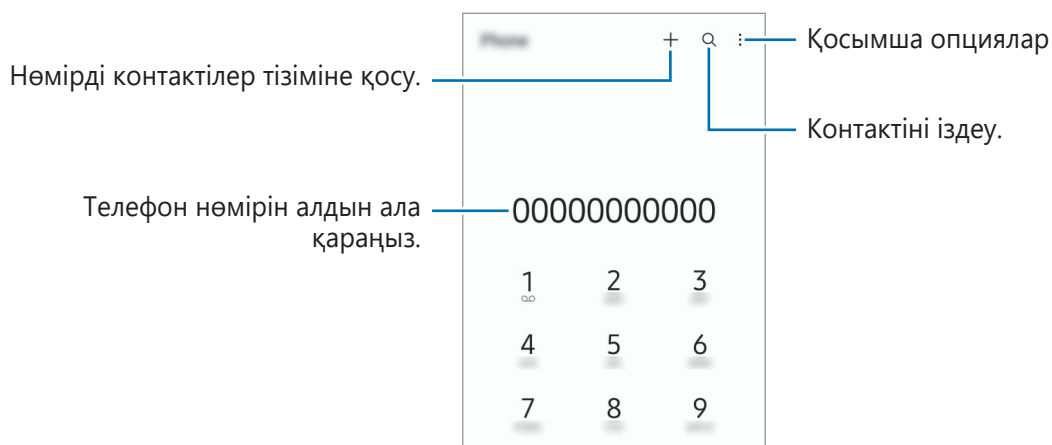 Phone
Қосымша опциялар
Нөмірді контактілер тізіміне қосу.
Контактіні іздеу.
Телефон нөмірін алдын ала
қараңыз.
00000000000
1 2 3
4 5 6
7 8 9